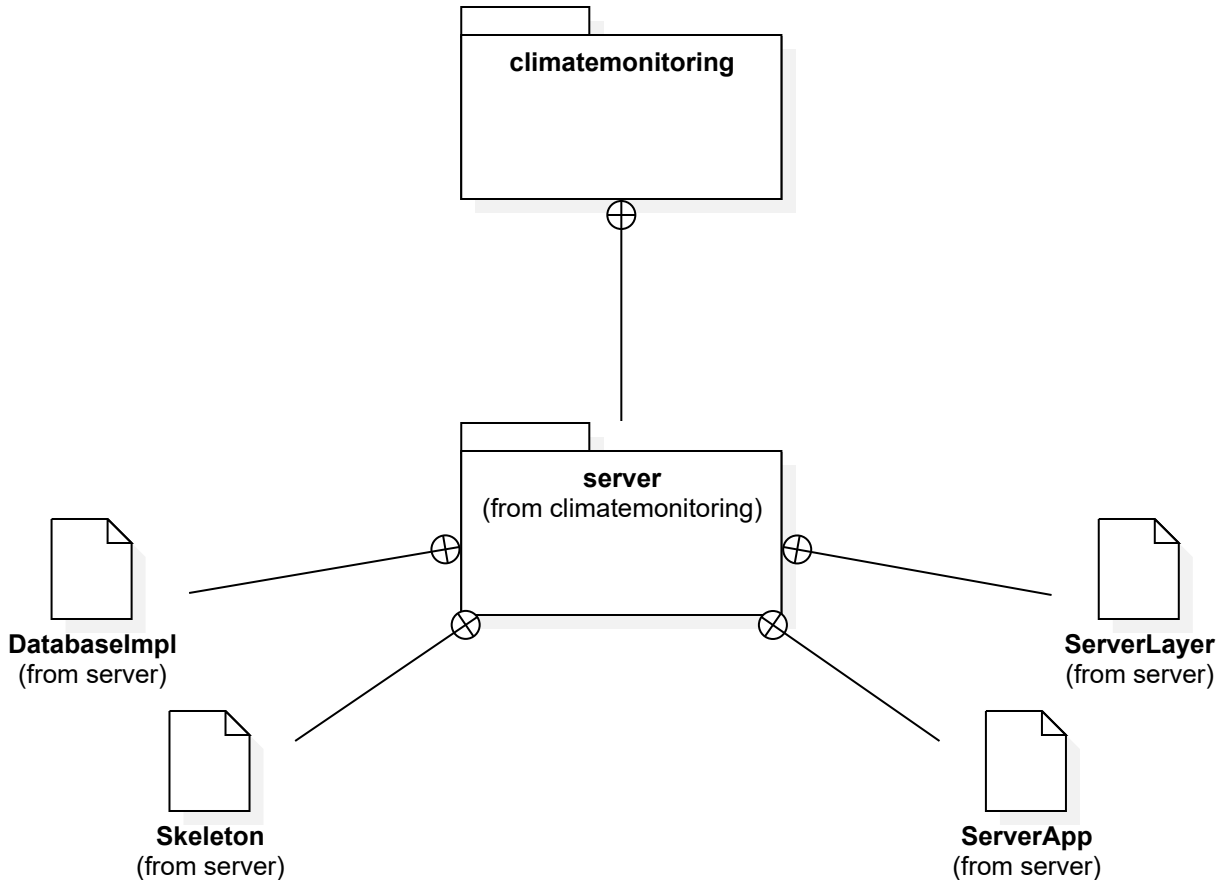 climatemonitoring
server
(from climatemonitoring)
DatabaseImpl
(from server)
ServerLayer
(from server)
Skeleton
(from server)
ServerApp
(from server)